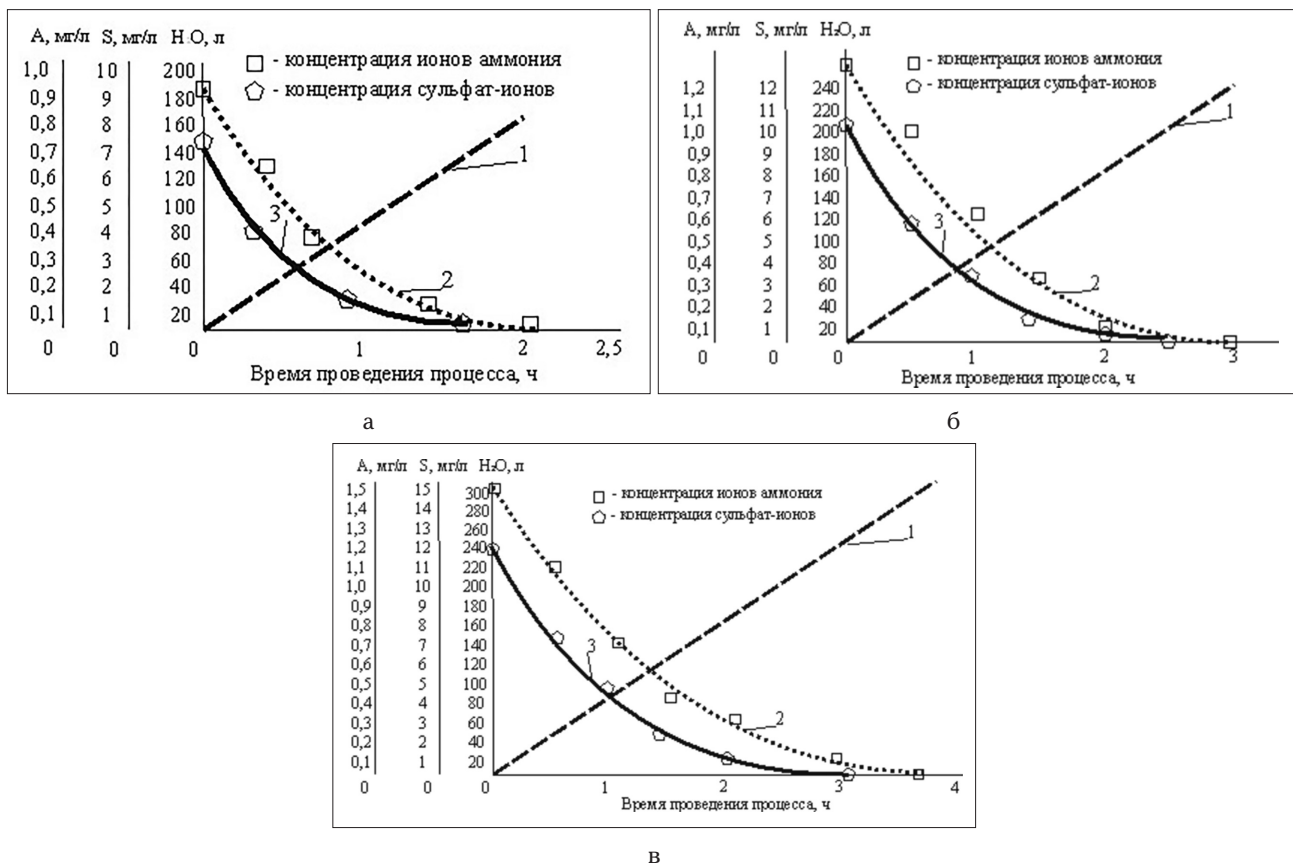 А, мг/л S, мг/л H2O, л
□ - концентрация ионов аммония
⬠ - концентрация сульфат-ионов
1,0 10 200
0,9 9 180
0,8 8 160
0,7 7 140
0,6 6 120
0,5 5 100
0,4 4 80
0,3 3 60
0,2 2 40
0,1 1 20
0 0 0 1 2 2,5
1
3
2
Время проведения процесса, ч
а
А, мг/л S, мг/л H2O, л
□ - концентрация ионов аммония
⬠ - концентрация сульфат-ионов
1,2 12 240
1,1 11 220
1,0 10 200
0,9 9 180
0,8 8 160
0,7 7 140
0,6 6 120
0,5 5 100
0,4 4 80
0,3 3 60
0,2 2 40
0,1 1 20
0 0 0 1 2 3
1
3
2
Время проведения процесса, ч
б
А, мг/л S, мг/л H2O, л
□ - концентрация ионов аммония
⬠ - концентрация сульфат-ионов
1,5 15 300
1,4 14 280
1,3 13 260
1,2 12 240
1,1 11 220
1,0 10 200
0,9 9 180
0,8 8 160
0,7 7 140
0,6 6 120
0,5 5 100
0,4 4 80
0,3 3 60
0,2 2 40
0,1 1 20
0 0 0 1 2 3 4
1
3
2
Время проведения процесса, ч
в